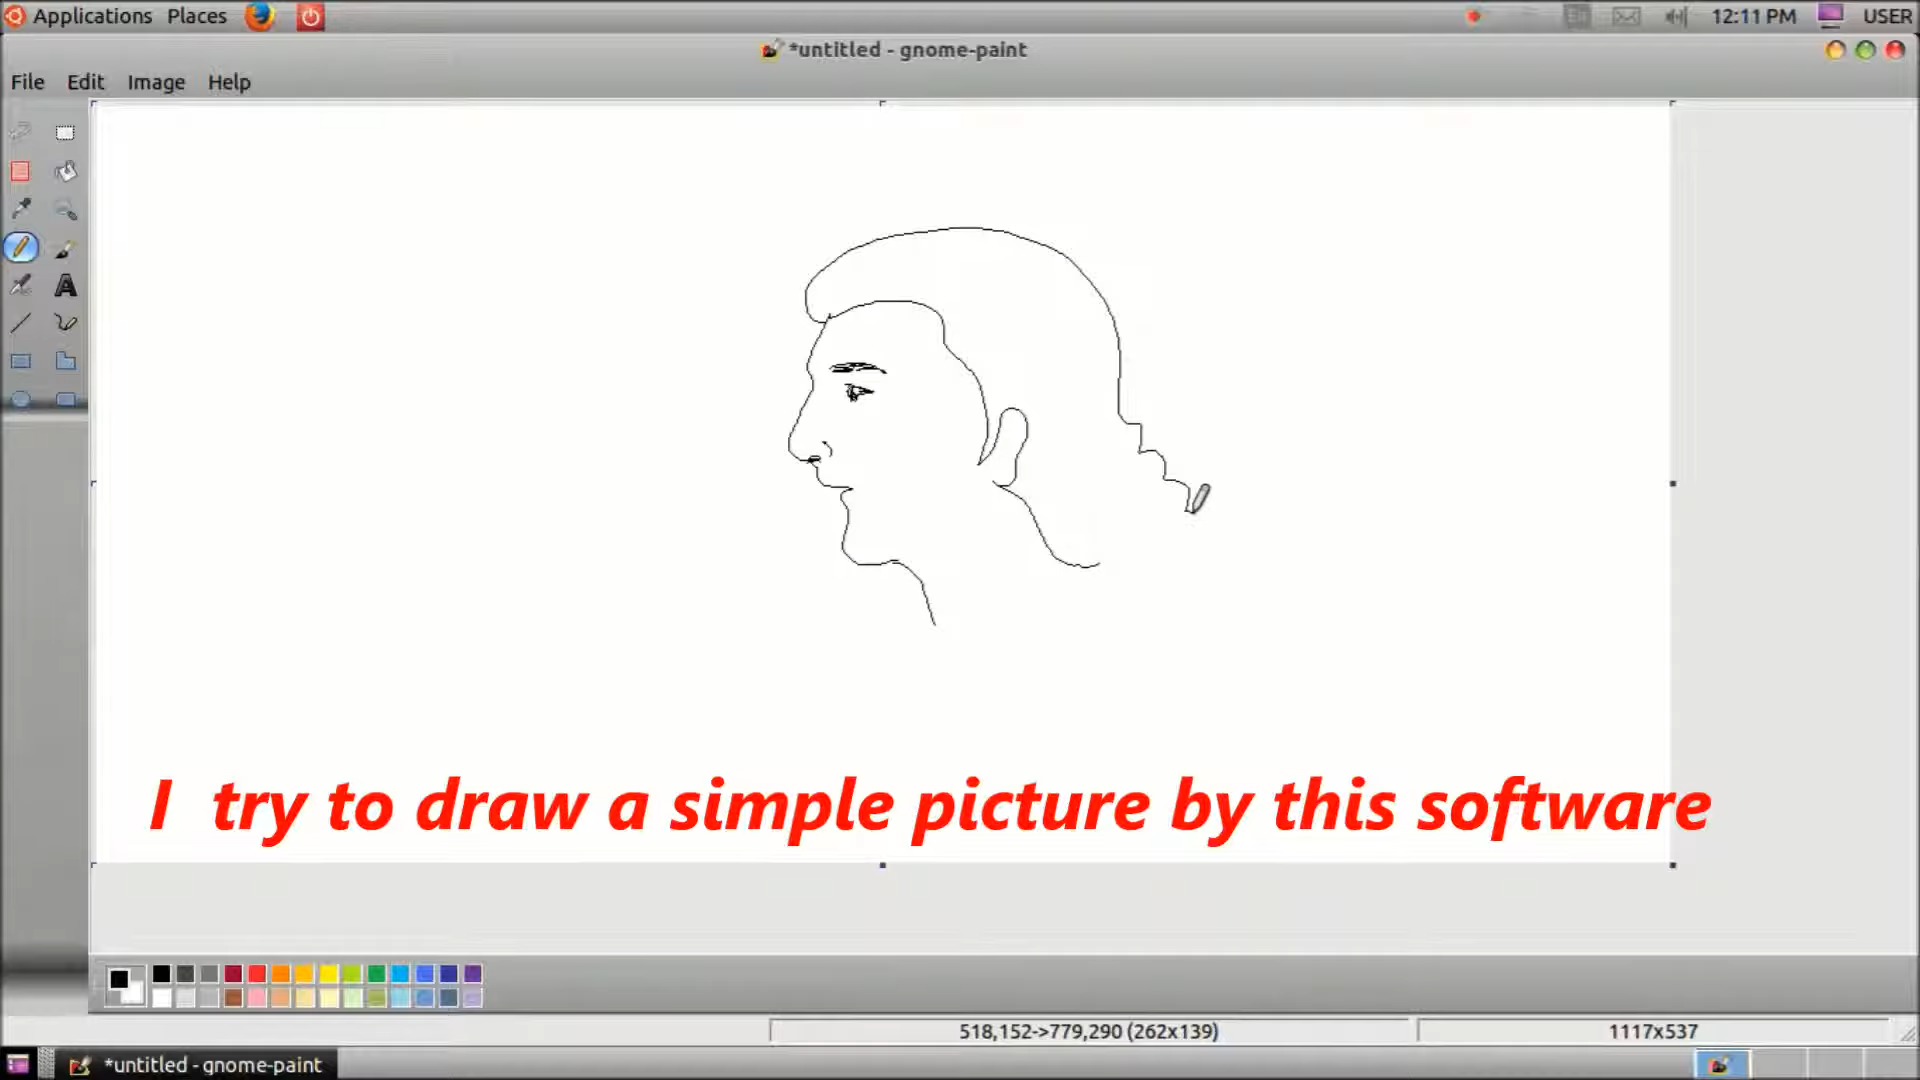 Applications Places 12:11 PM USER
*untitled - gnome-paint
File Edit Image Help
A
I try to draw a simple picture by this software
518,152->779,290 (262x139) 1117x537
*untitled - gnome-paint